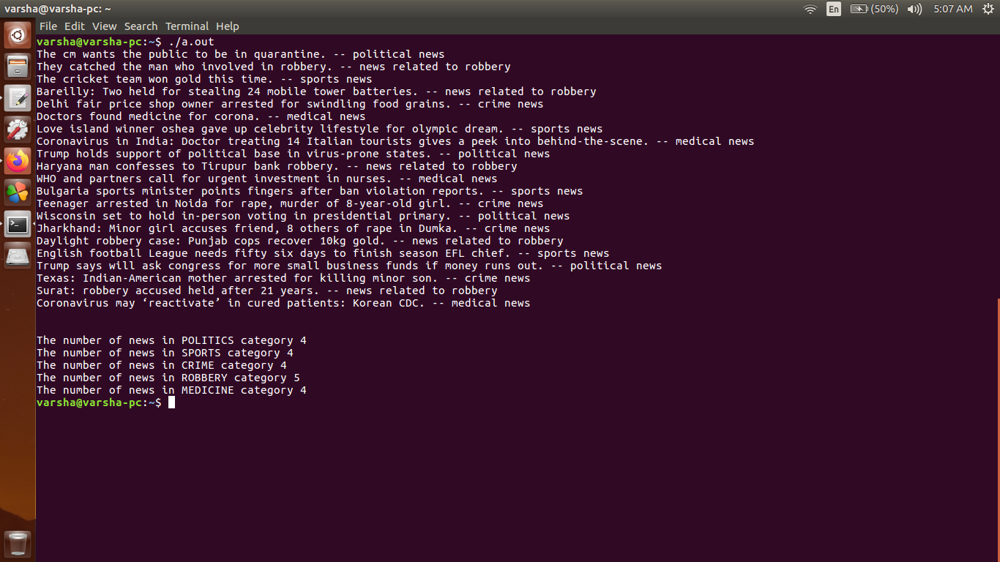 varsha@varsha-pc: ~
En (50%) 5:07 AM
File Edit View Search Terminal Help
varsha@varsha-pc:~$ ./a.out
The cm wants the public to be in quarantine. -- political news
They catched the man who involved in robbery. -- news related to robbery
The cricket team won gold this time. -- sports news
Bareilly: Two held for stealing 24 mobile tower batteries. -- news related to robbery
Delhi fair price shop owner arrested for swindling food grains. -- crime news
Doctors found medicine for corona. -- medical news
Love island winner oshea gave up celebrity lifestyle for olympic dream. -- sports news
Coronavirus in India: Doctor treating 14 Italian tourists gives a peek into behind-the-scene. -- medical news
Trump holds support of political base in virus-prone states. -- political news
Haryana man confesses to Tirupur bank robbery. -- news related to robbery
WHO and partners call for urgent investment in nurses. -- medical news
Bulgaria sports minister points fingers after ban violation reports. -- sports news
Teenager arrested in Noida for rape, murder of 8-year-old girl. -- crime news
Wisconsin set to hold in-person voting in presidential primary. -- political news
Jharkhand: Minor girl accuses friend, 8 others of rape in Dumka. -- crime news
Daylight robbery case: Punjab cops recover 10kg gold. -- news related to robbery
English football League needs fifty six days to finish season EFL chief. -- sports news
Trump says will ask congress for more small business funds if money runs out. -- political news
Texas: Indian-American mother arrested for killing minor son. -- crime news
Surat: robbery accused held after 21 years. -- news related to robbery
Coronavirus may ‘reactivate’ in cured patients: Korean CDC. -- medical news
The number of news in POLITICS category 4
The number of news in SPORTS category 4
The number of news in CRIME category 4
The number of news in ROBBERY category 5
The number of news in MEDICINE category 4
varsha@varsha-pc:~$